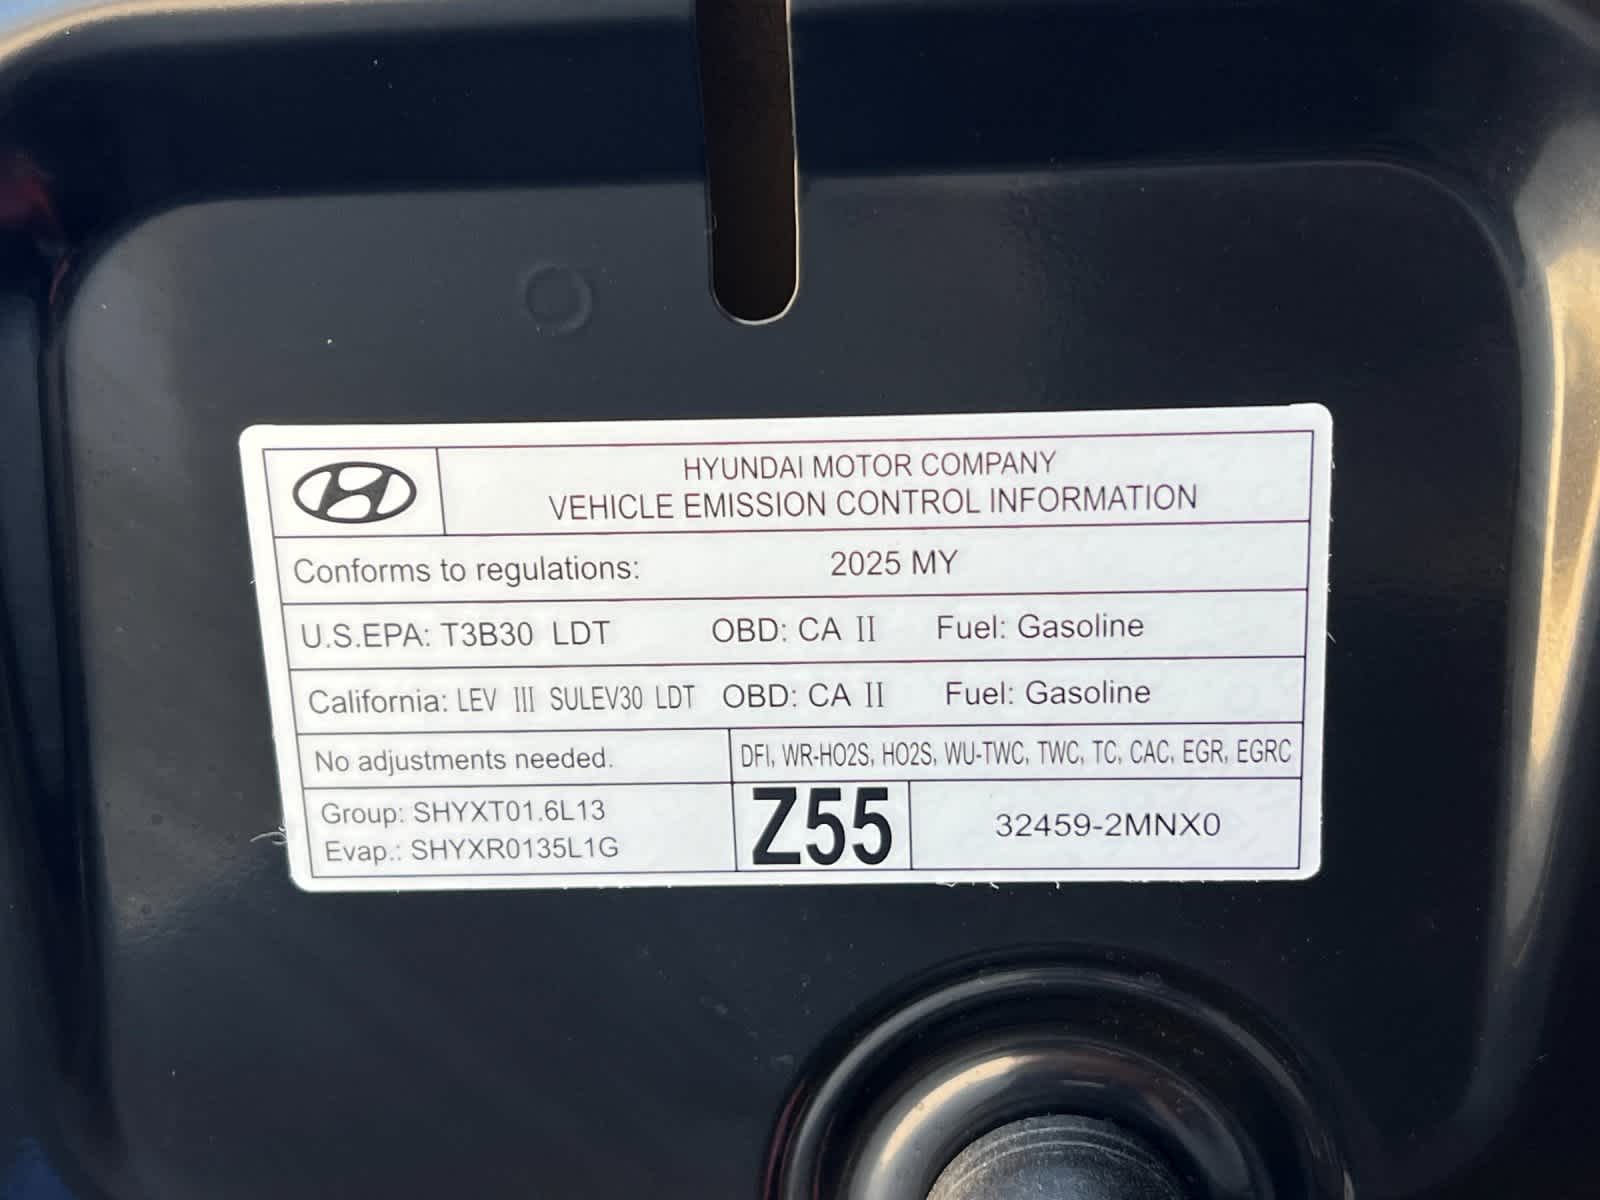 HYUNDAI MOTOR COMPANY
VEHICLE EMISSION CONTROL INFORMATION
Conforms to regulations: 2025 MY
U.S.EPA: T3B30 LDT OBD: CA II Fuel: Gasoline
California: LEV III SULEV30 LDT OBD: CA II Fuel: Gasoline
No adjustments needed. DFI, WR-HO2S, HO2S, WU-TWC, TWC, TC, CAC, EGR, EGRC
Group: SHYXT01.6L13
Evap.: SHYXR0135L1G
Z55
32459-2MNX0